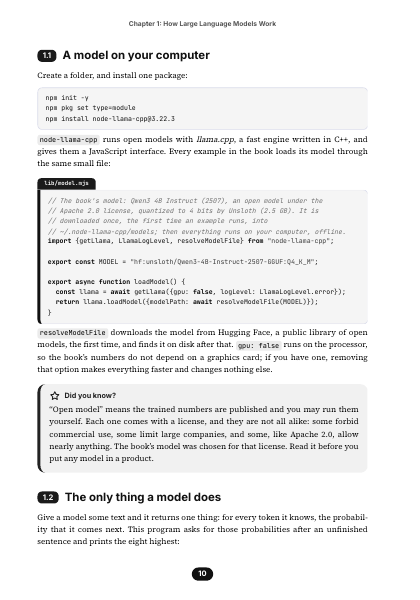 Chapter 1: How Large Language Models Work
1.1 A model on your computer
Create a folder, and install one package:
npm init -y
npm pkg set type=module
npm install node-llama-cpp@3.22.3
node-llama-cpp runs open models with llama.cpp, a fast engine written in C++, and
gives them a JavaScript interface. Every example in the book loads its model through
the same small file:
lib/model.mjs
// The book's model: Qwen3 4B Instruct (2507), an open model under the
// Apache 2.0 license, quantized to 4 bits by Unsloth (2.5 GB). It is
// downloaded once, the first time an example runs, into
// ~/.node-llama-cpp/models; then everything runs on your computer, offline.
import {getLlama, LlamaLogLevel, resolveModelFile} from "node-llama-cpp";
export const MODEL = "hf:unsloth/Qwen3-4B-Instruct-2507-GGUF:Q4_K_M";
export async function loadModel() {
const llama = await getLlama({gpu: false, logLevel: LlamaLogLevel.error});
return llama.loadModel({modelPath: await resolveModelFile(MODEL)});
}
resolveModelFile downloads the model from Hugging Face, a public library of open
models, the first time, and finds it on disk after that. gpu: false runs on the processor,
so the book's numbers do not depend on a graphics card; if you have one, removing
that option makes everything faster and changes nothing else.
Did you know?
“Open model” means the trained numbers are published and you may run them
yourself. Each one comes with a license, and they are not all alike: some forbid
commercial use, some limit large companies, and some, like Apache 2.0, allow
nearly anything. The book's model was chosen for that license. Read it before you
put any model in a product.
1.2 The only thing a model does
Give a model some text and it returns one thing: for every token it knows, the probabil-
ity that it comes next. This program asks for those probabilities after an unfinished
sentence and prints the eight highest:
10